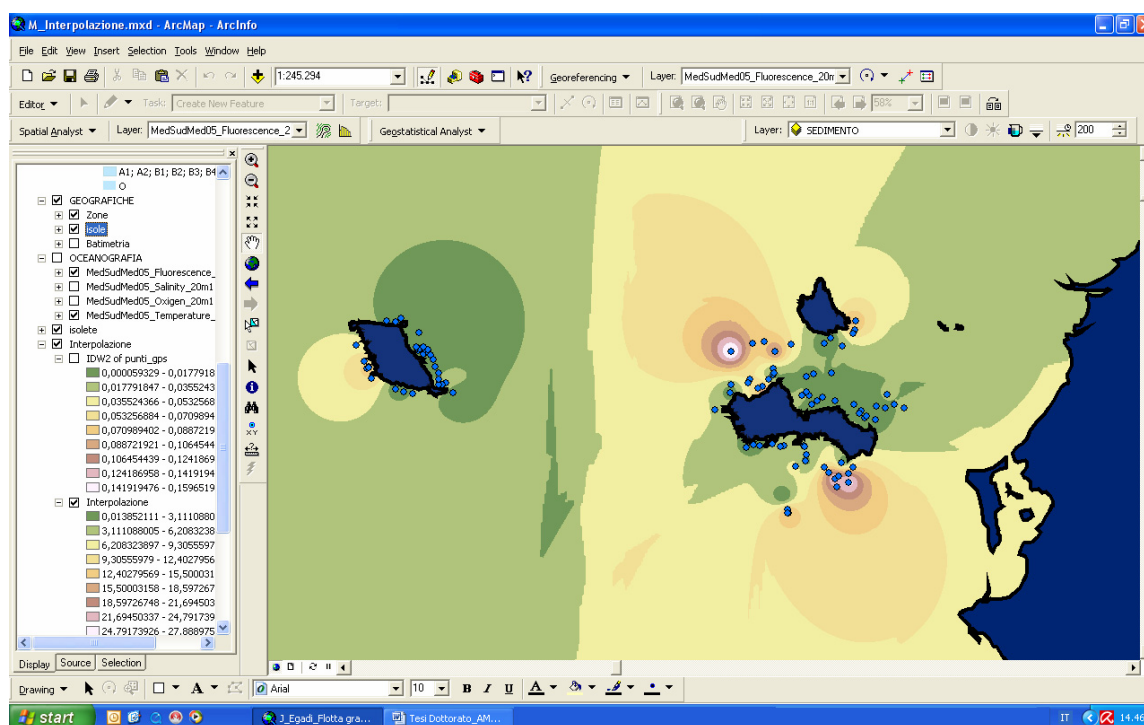 M_Interpolazione.mxd - ArcMap - ArcInfo
File Edit View Insert Selection Tools Window Help
1:245.294 Georeferencing Layer: MedSudMed05_Fluorescence_20m
Editor Task: Create New Feature Target: 58%
Spatial Analyst Layer: MedSudMed05_Fluorescence_2 Geostatistical Analyst Layer: SEDIMENTO 200
A1; A2; B1; B2; B3; B4
O
GEOGRAFICHE
Zone
isole
Batimetria
OCEANOGRAFIA
MedSudMed05_Fluorescence_
MedSudMed05_Salinity_20m1
MedSudMed05_Oxigen_20m1
MedSudMed05_Temperature_
isolete
Interpolazione
IDW2 of punti_gps
0,000059329 - 0,0177918
0,017791847 - 0,0355243
0,035524366 - 0,0532568
0,053256884 - 0,0709894
0,070989402 - 0,0887219
0,088721921 - 0,1064544
0,106454439 - 0,1241869
0,124186958 - 0,1419194
0,141919476 - 0,1596519
Interpolazione
0,013852111 - 3,1110880
3,111088005 - 6,2083238
6,208323897 - 9,3055597
9,30555979 - 12,4027956
12,40279569 - 15,500031
15,50003158 - 18,597267
18,59726748 - 21,694503
21,69450337 - 24,791739
24,79173926 - 27,888975
Display Source Selection
Drawing A Arial 10 B I U A
start J_Egadi_Flotta gra... Tesi Dottorato_AM... IT 14.46